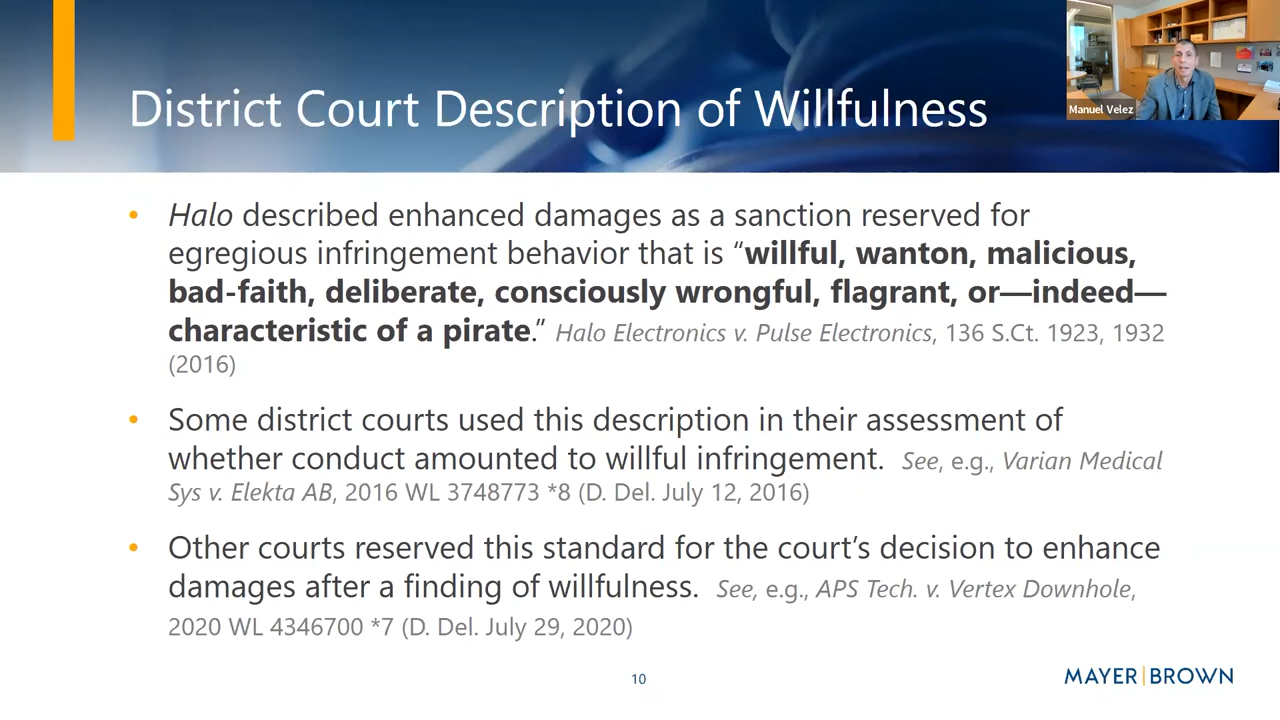 Manuel Velez
District Court Description of Willfulness
• Halo described enhanced damages as a sanction reserved for
egregious infringement behavior that is “willful, wanton, malicious,
bad-faith, deliberate, consciously wrongful, flagrant, or—indeed—
characteristic of a pirate.” Halo Electronics v. Pulse Electronics, 136 S.Ct. 1923, 1932
(2016)
• Some district courts used this description in their assessment of
whether conduct amounted to willful infringement. See, e.g., Varian Medical
Sys v. Elekta AB, 2016 WL 3748773 *8 (D. Del. July 12, 2016)
• Other courts reserved this standard for the court’s decision to enhance
damages after a finding of willfulness. See, e.g., APS Tech. v. Vertex Downhole,
2020 WL 4346700 *7 (D. Del. July 29, 2020)
10
MAYER|BROWN